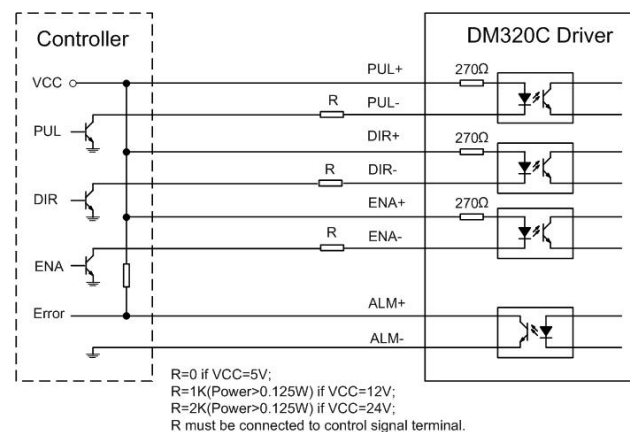 Controller
DM320C Driver
VCC
PUL+
270Ω
R
PUL-
PUL
DIR+
270Ω
R
DIR-
DIR
ENA+
270Ω
R
ENA-
ENA
Error
ALM+
ALM-
R=0 if VCC=5V;
R=1K(Power>0.125W) if VCC=12V;
R=2K(Power>0.125W) if VCC=24V;
R must be connected to control signal terminal.